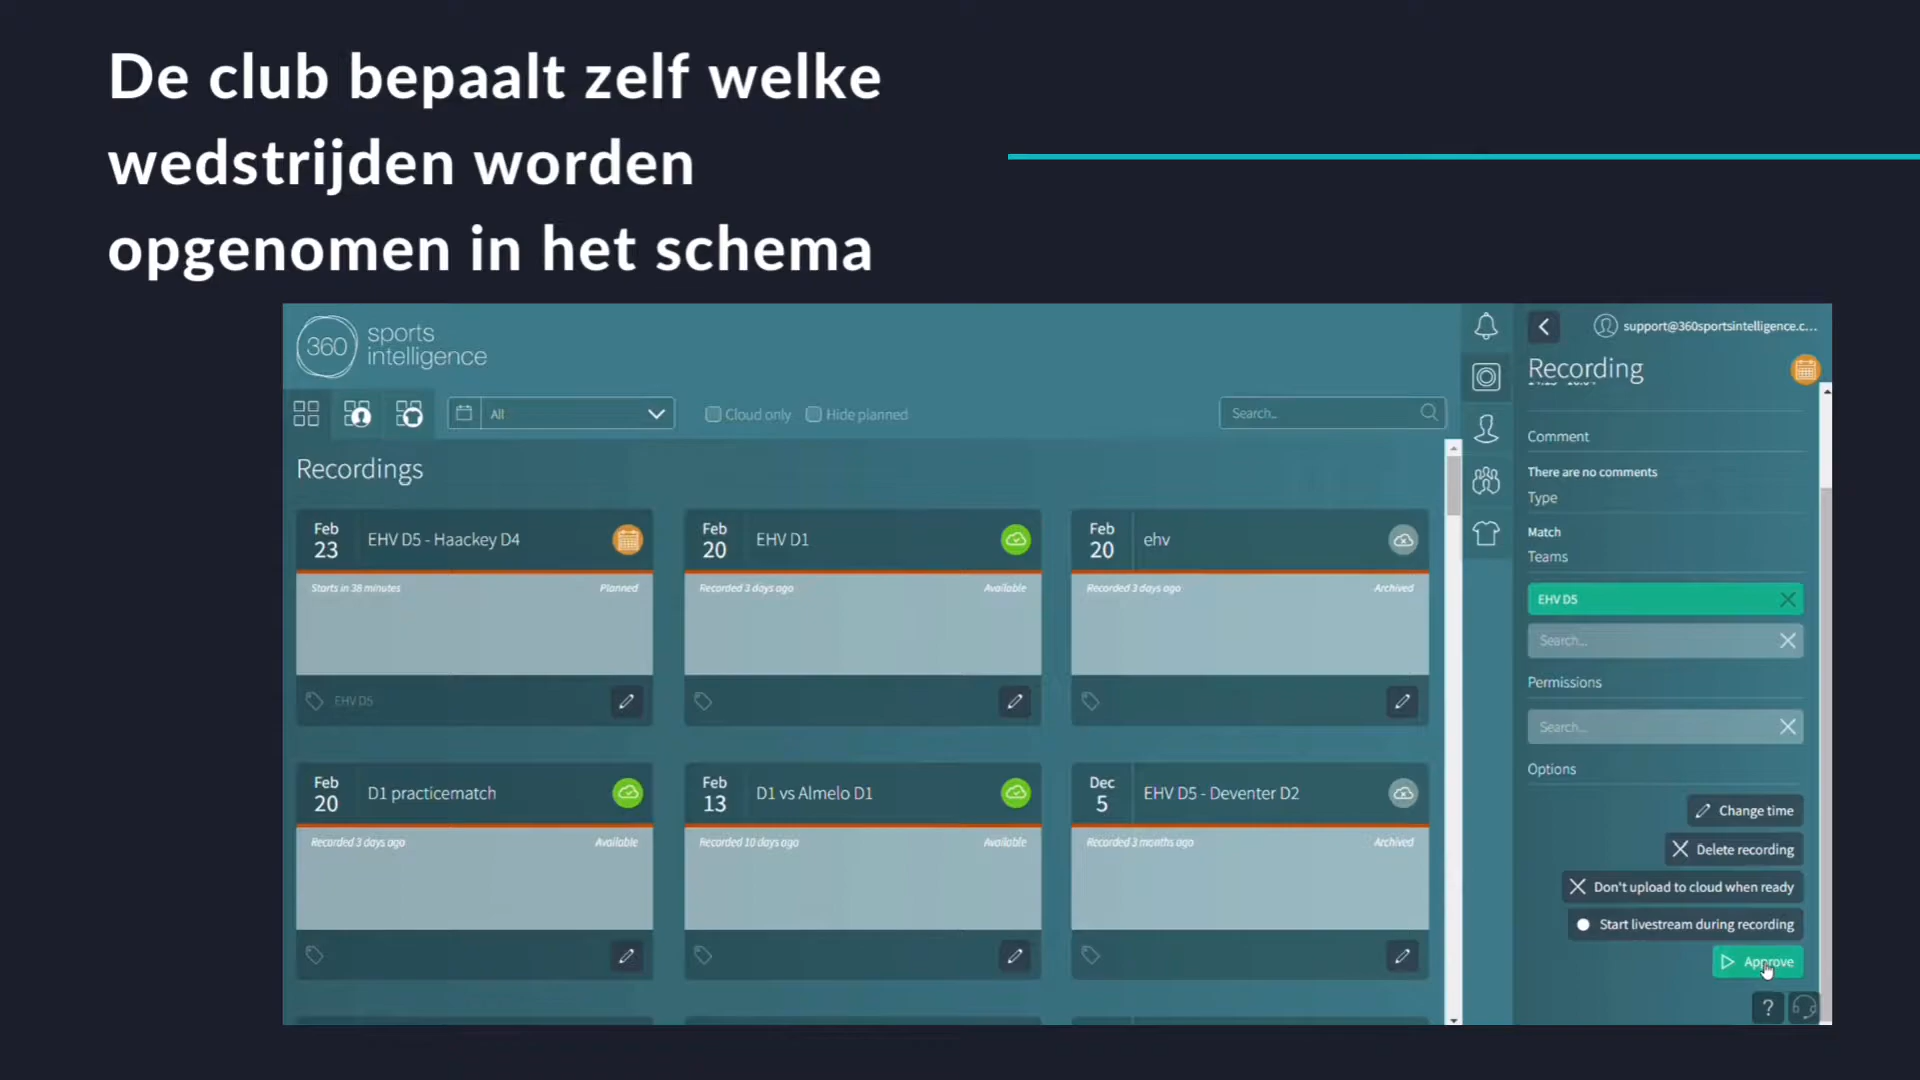 De club bepaalt zelf welke
wedstrijden worden
opgenomen in het schema
360 sports
intelligence
support@360sportsintelligence.c...
Recording
All
Cloud only
Hide planned
Search...
Recordings
Feb
23
EHV D5 - Haackey D4
Starts in 38 minutes
Planned
EHV D5
Feb
20
EHV D1
Recorded 3 days ago
Available
Feb
20
ehv
Recorded 3 days ago
Archived
Feb
20
D1 practicematch
Recorded 3 days ago
Available
Feb
13
D1 vs Almelo D1
Recorded 10 days ago
Available
Dec
5
EHV D5 - Deventer D2
Recorded 3 months ago
Archived
Comment
There are no comments
Type
Match
Teams
EHV D5
Search...
Permissions
Search...
Options
Change time
Delete recording
Don't upload to cloud when ready
Start livestream during recording
Approve
?